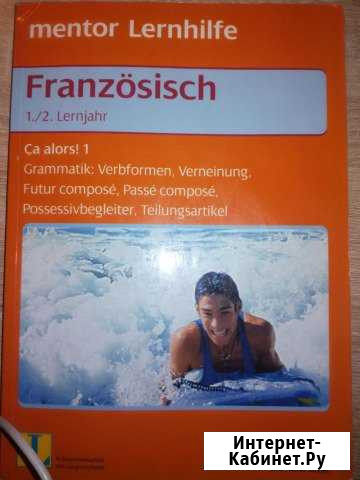 mentor Lernhilfe
Französisch
1./2. Lernjahr
Ça alors! 1
Grammatik: Verbformen, Verneinung,
Futur composé, Passé composé,
Possessivbegleiter, Teilungsartikel
Интернет-
Кабинет.Ру